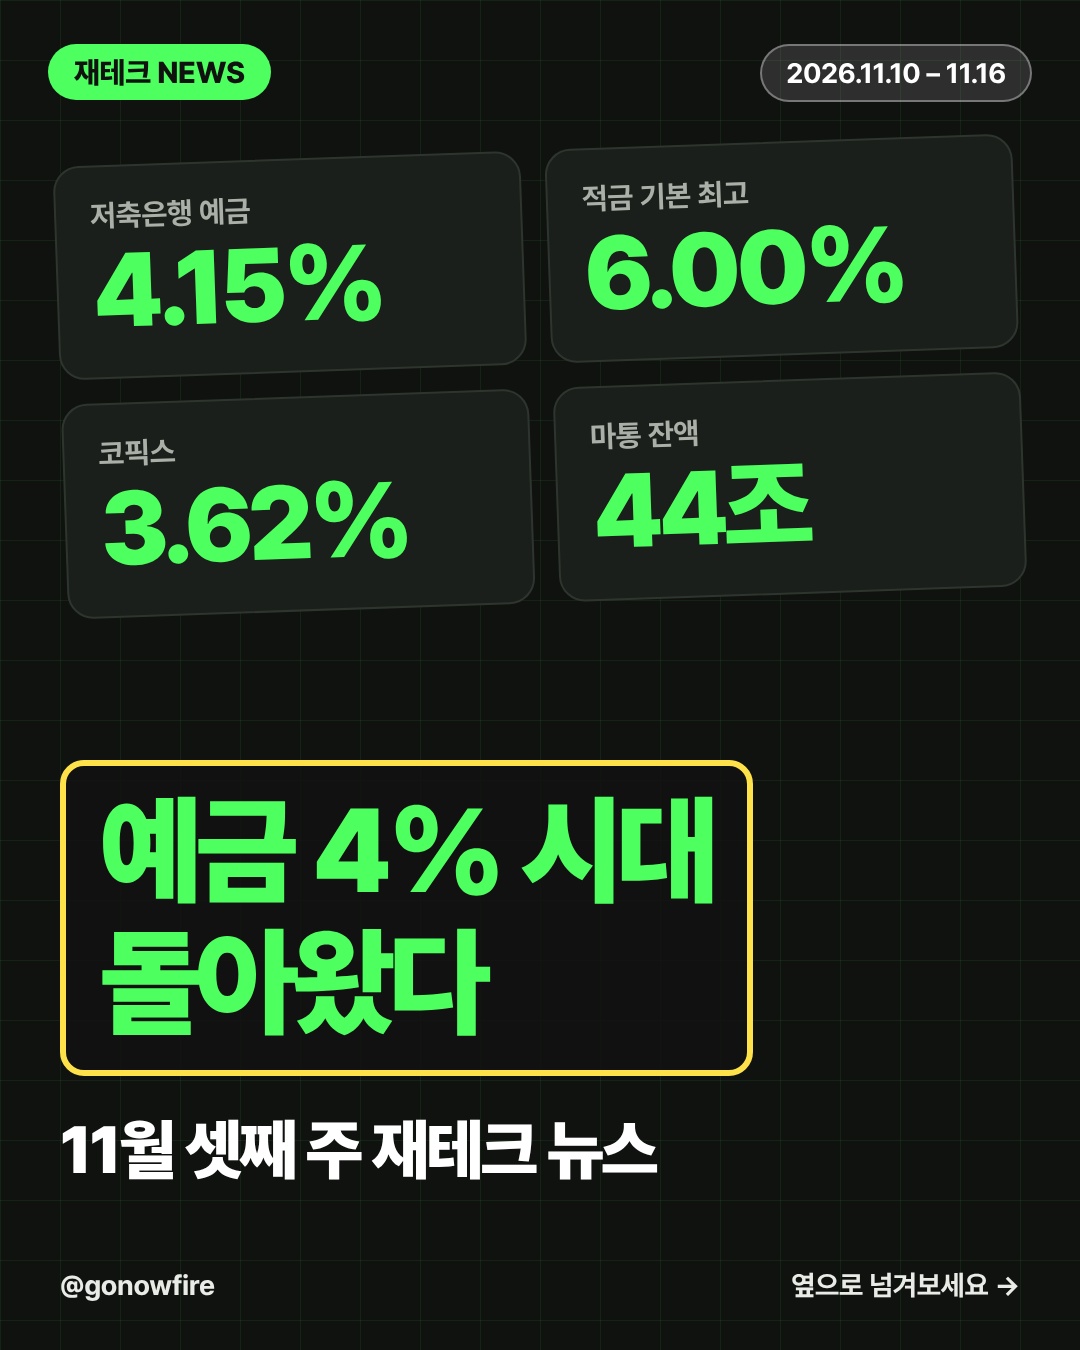 재테크 NEWS
2026.11.10 – 11.16
저축은행 예금
4.15%
적금 기본 최고
6.00%
코픽스
3.62%
마통 잔액
44조
예금 4% 시대
돌아왔다
11월 셋째 주 재테크 뉴스
@gonowfire
옆으로 넘겨보세요 →